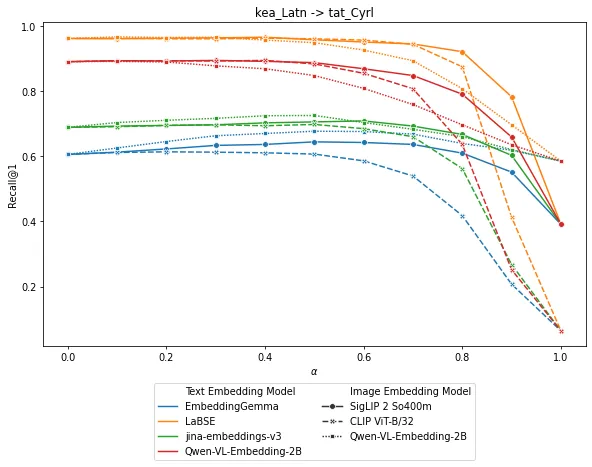 kea_Latn -> tat_Cyrl
1.0
0.8
0.6
0.4
0.2
Recall@1
0.0 0.2 0.4 0.6 0.8 1.0
α
Text Embedding Model Image Embedding Model
EmbeddingGemma SigLIP 2 So400m
LaBSE CLIP ViT-B/32
jina-embeddings-v3 Qwen-VL-Embedding-2B
Qwen-VL-Embedding-2B